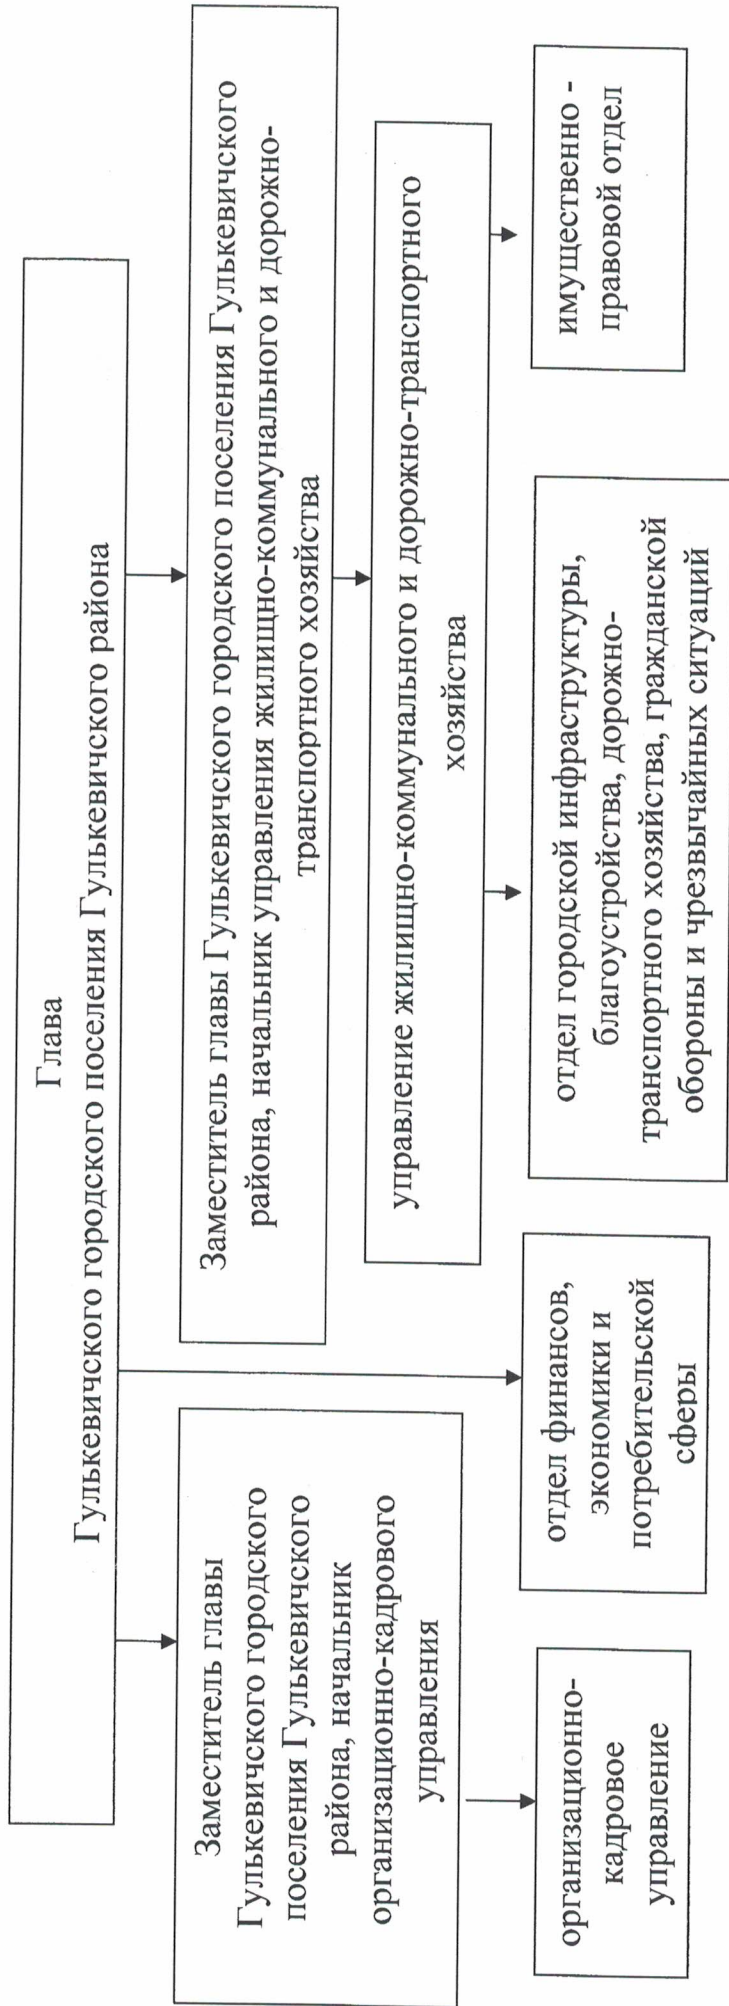 Глава
Гулькевичского городского поселения Гулькевичского района
Заместитель главы
Гулькевичского городского
поселения Гулькевичского
района, начальник
организационно-кадрового
управления
Заместитель главы Гулькевичского городского поселения Гулькевичского
района, начальник управления жилищно-коммунального и дорожно-
транспортного хозяйства
управление жилищно-коммунального и дорожно-транспортного
хозяйства
организационно-
кадровое
управление
отдел финансов,
экономики и
потребительской
сферы
отдел городской инфраструктуры,
благоустройства, дорожно-
транспортного хозяйства, гражданской
обороны и чрезвычайных ситуаций
имущественно -
правовой отдел